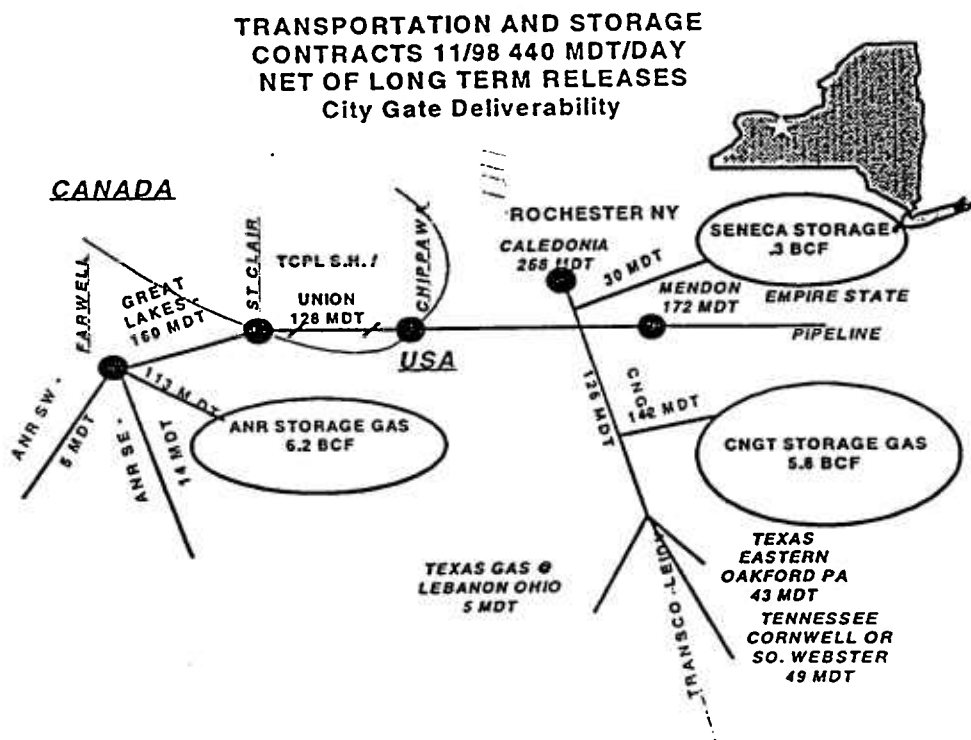 TRANSPORTATION AND STORAGE
CONTRACTS 11/98 440 MDT/DAY
NET OF LONG TERM RELEASES
City Gate Deliverability
CANADA
FARWELL
GREAT
LAKES -
160 MDT
ST CLAIR
TCPL S.H.
UNION
128 MDT
CHIPPAWA
USA
ROCHESTER NY
CALEDONIA
268 MDT
30 MDT
SENECA STORAGE
.3 BCF
MENDON
172 MDT
EMPIRE STATE
PIPELINE
ANR SW -
5 MDT
ANR SE -
14 MDT
113 MDT
ANR STORAGE GAS
6.2 BCF
126 MDT
CNG
MDT
CNGT STORAGE GAS
BCF
TEXAS GAS @
LEBANON OHIO
5 MDT
TRANSCO -LEIDY
TEXAS
EASTERN
OAKFORD PA
43 MDT
TENNESSEE
CORNWELL OR
SO. WEBSTER
49 MDT